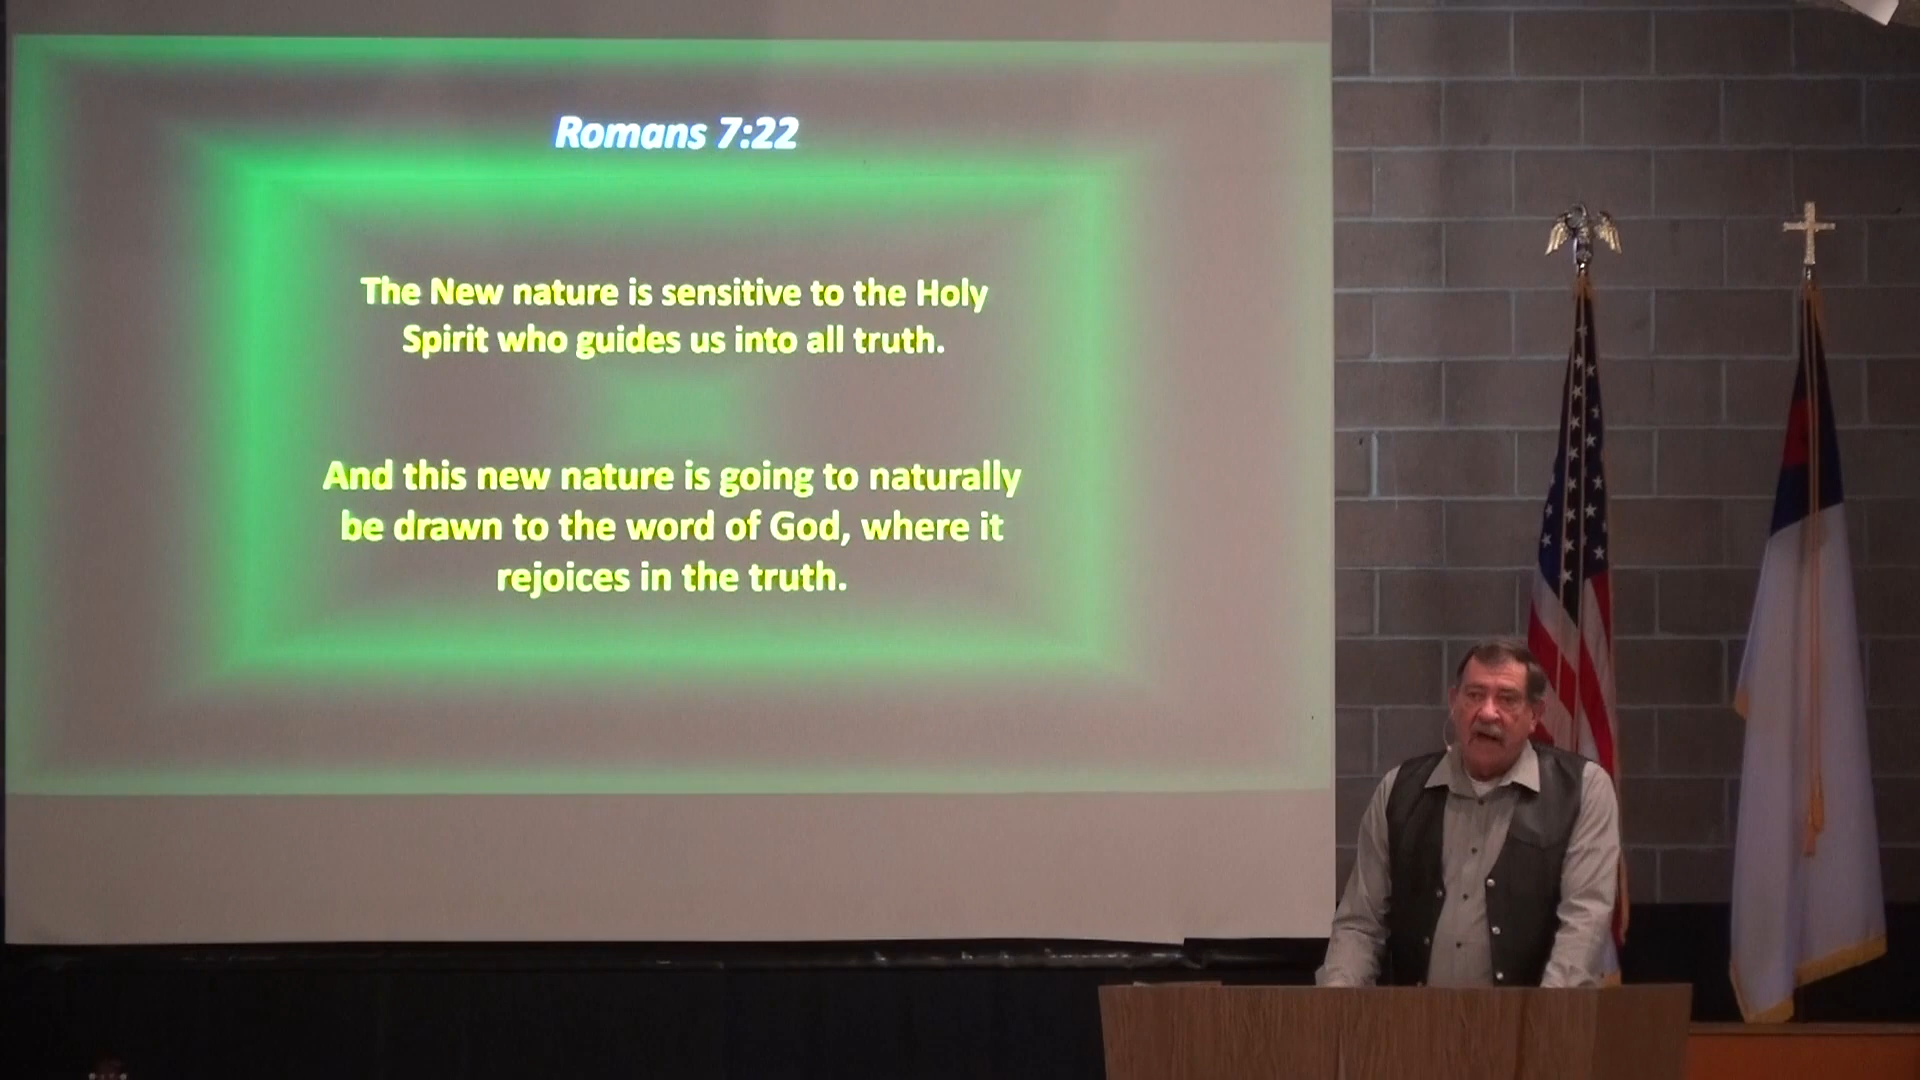 Romans 7:22
The New nature is sensitive to the Holy
Spirit who guides us into all truth.
And this new nature is going to naturally
be drawn to the word of God, where it
rejoices in the truth.